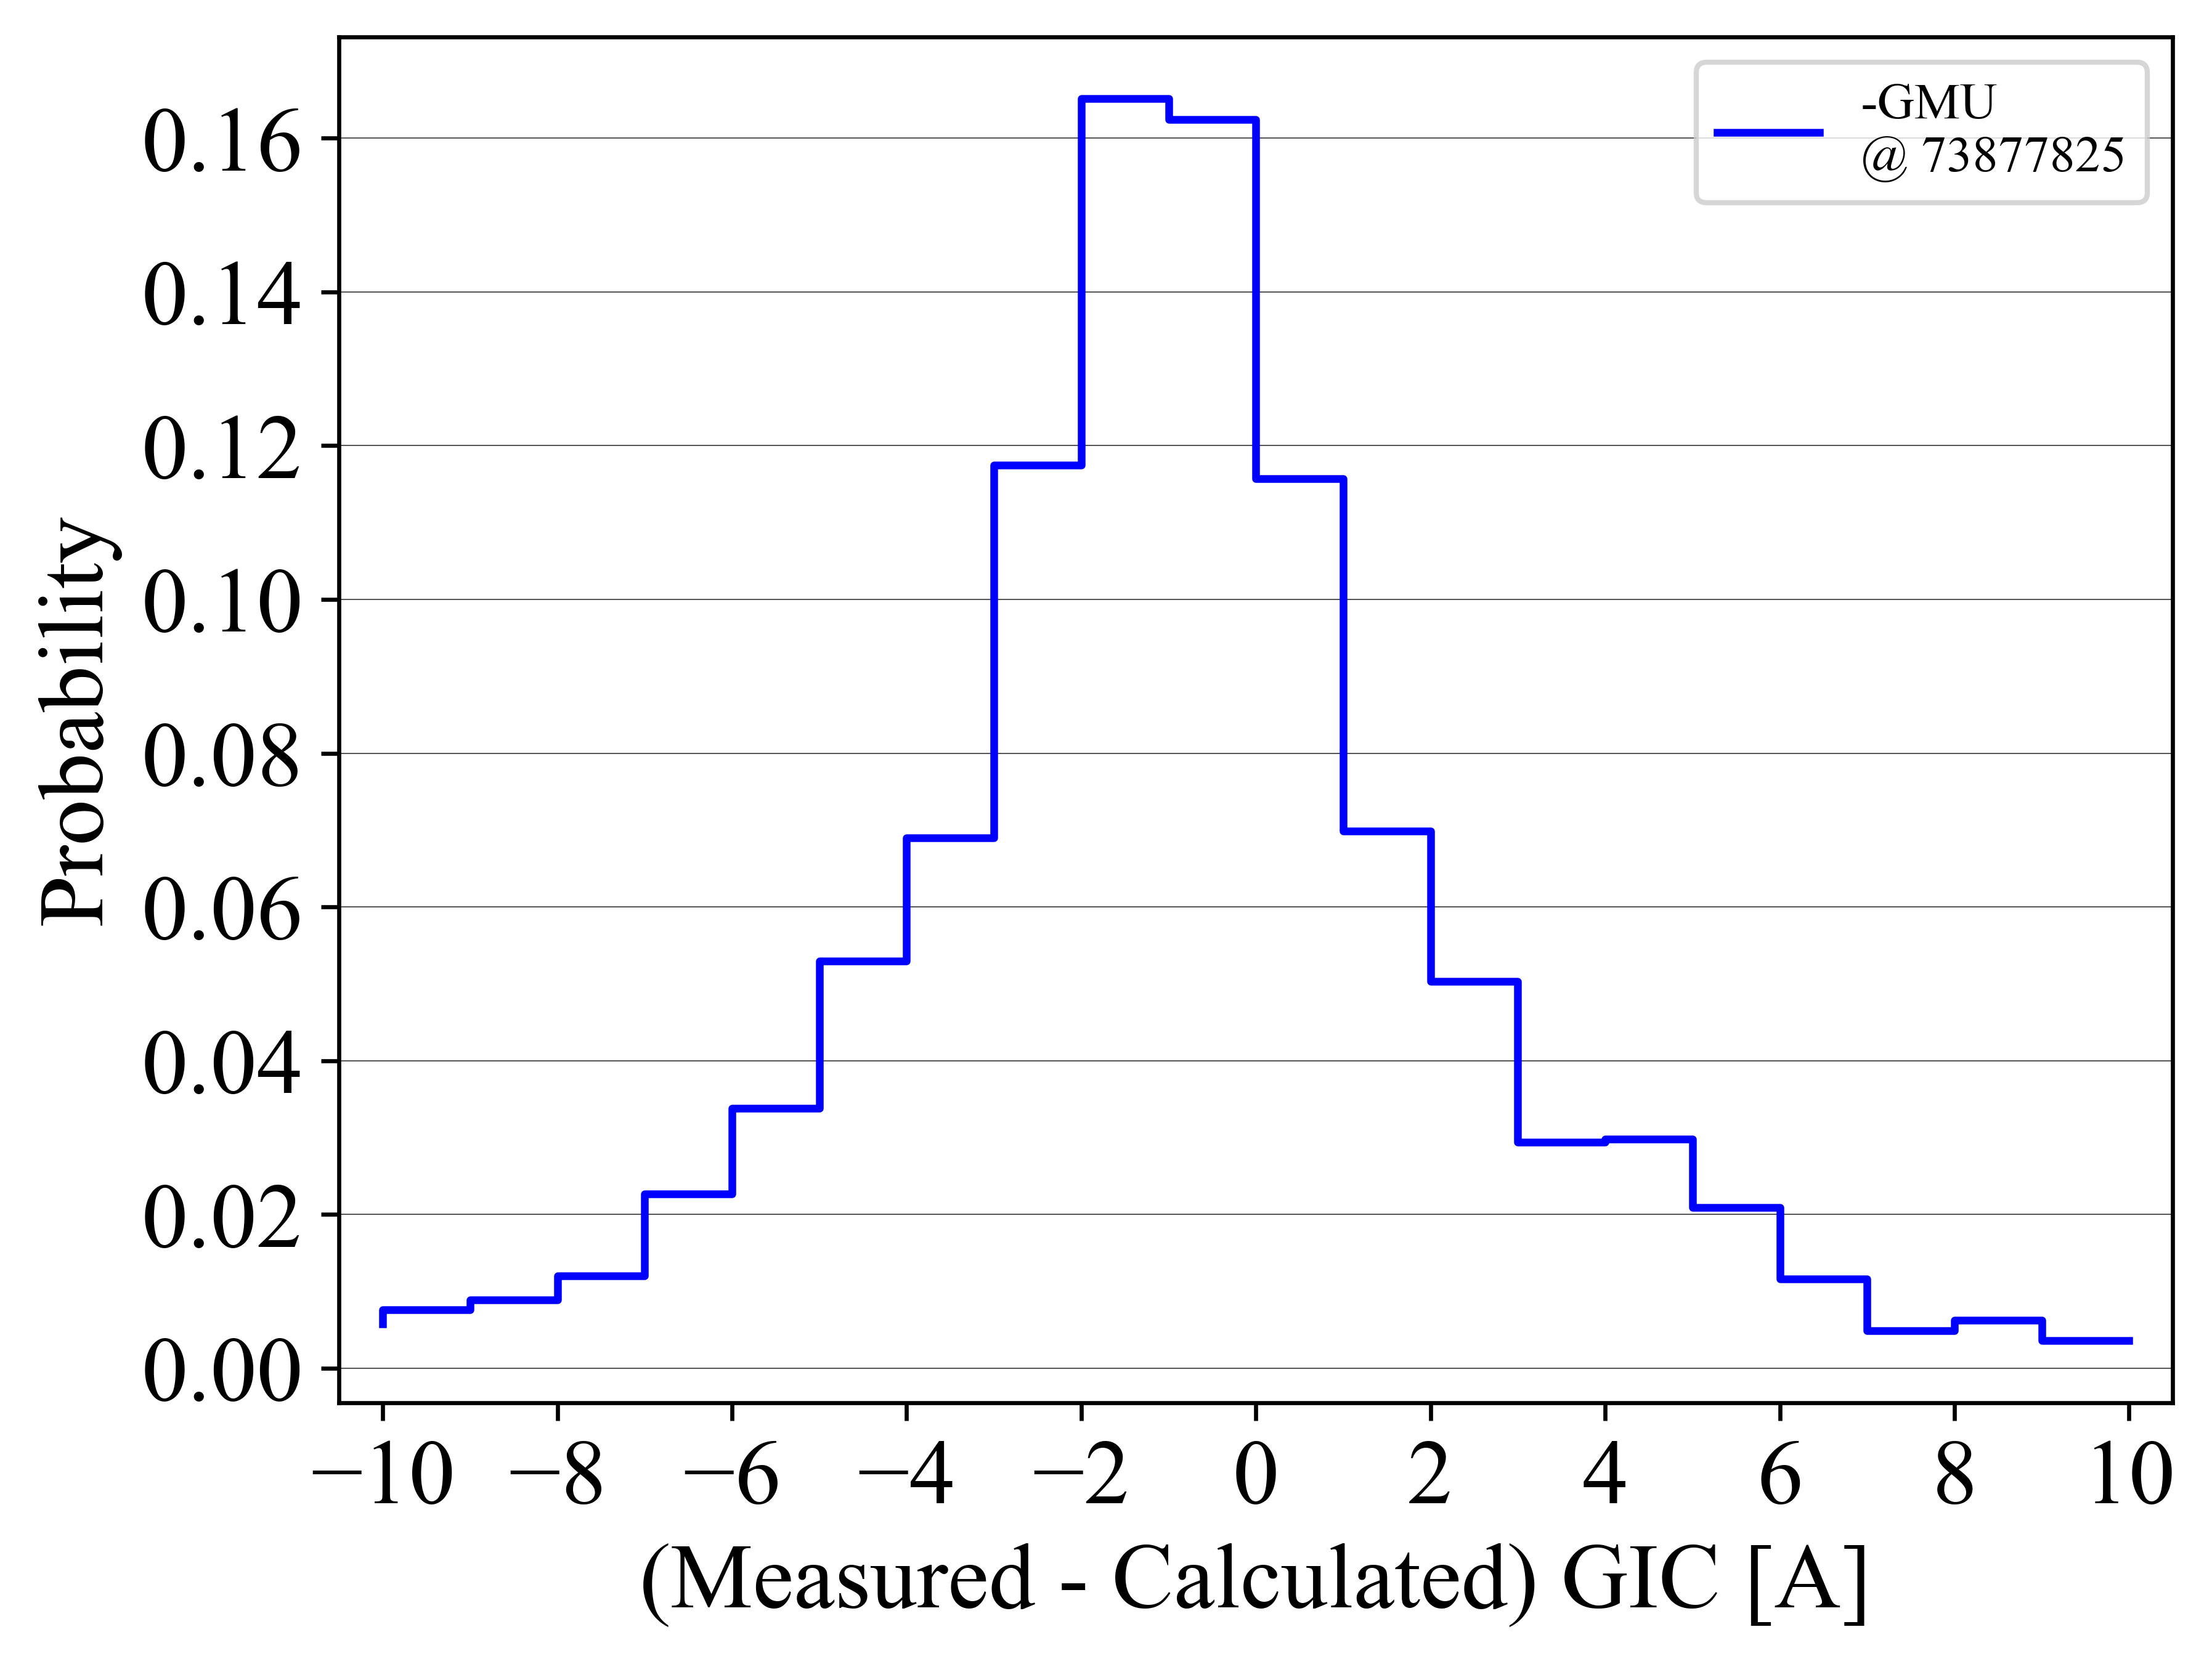 -GMU
@ 73877825
Probability
0.16
0.14
0.12
0.10
0.08
0.06
0.04
0.02
0.00
−10 −8 −6 −4 −2 0 2 4 6 8 10
(Measured - Calculated) GIC [A]